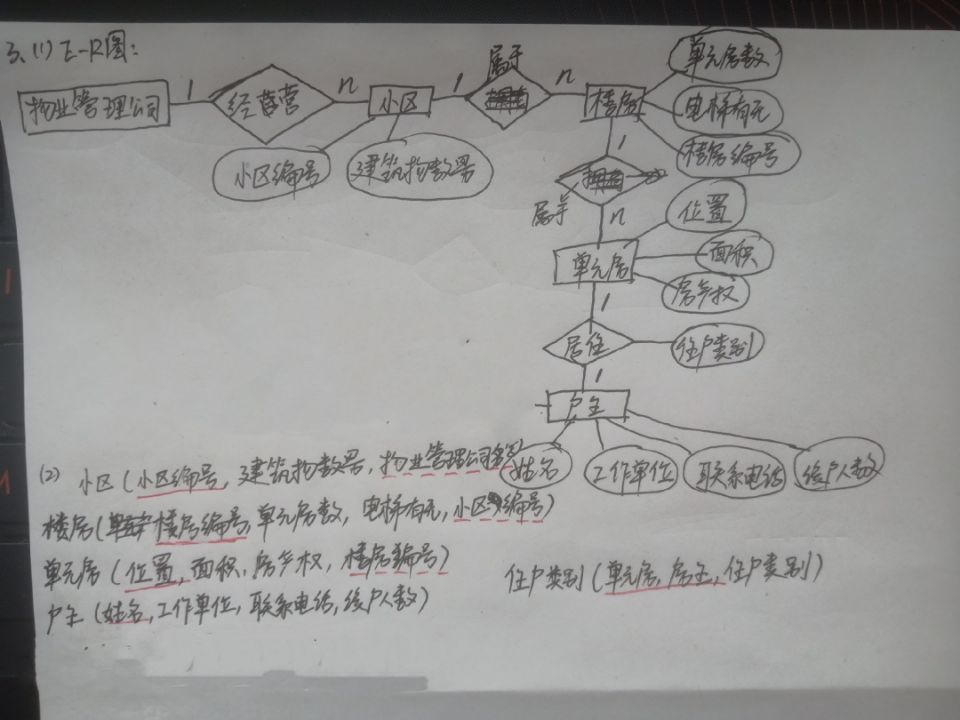 3、(1) E-R图：
物业管理公司 1 经营 n 小区 1 属于 n 楼房
单元房数
电梯有无
楼房编号
小区编号 建筑物数署
1
属于 n
位置
单元房
面积
房产权
1
居住 住户类别
1
户主
姓名 工作单位 联系电话 总户人数
(2) 小区(小区编号,建筑物数署,物业管理公司
楼房(楼房编号,单元房数,电梯有无,小区编号)
单元房(位置,面积,房产权,楼房编号)
户主(姓名,工作单位,联系电话,总户人数)
住户类别(单元房,房主,住户类别)